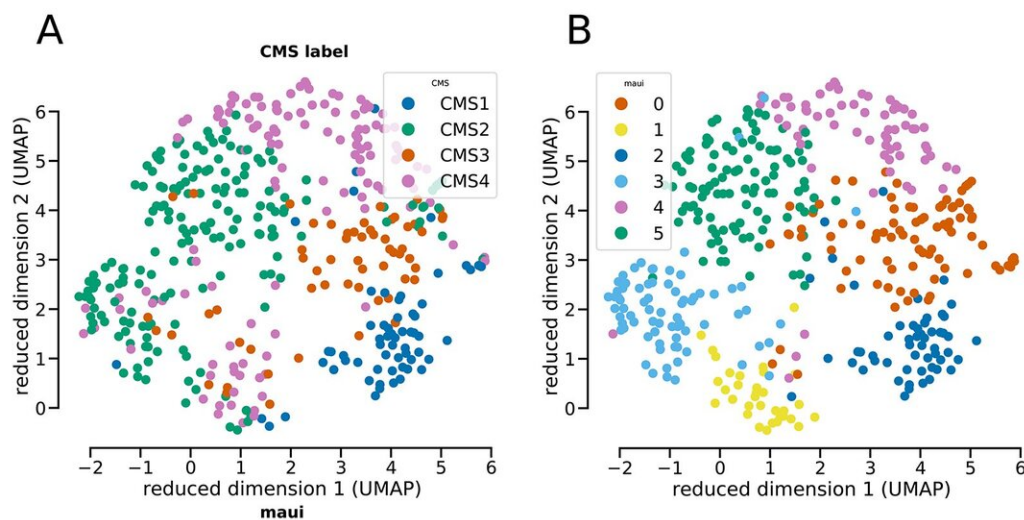 A
CMS label
CMS
CMS1
CMS2
CMS3
CMS4
reduced dimension 2 (UMAP)
6
5
4
3
2
1
0
−2 −1 0 1 2 3 4 5 6
reduced dimension 1 (UMAP)
maui
B
maui
0
1
2
3
4
5
reduced dimension 2 (UMAP)
6
5
4
3
2
1
0
−2 −1 0 1 2 3 4 5 6
reduced dimension 1 (UMAP)